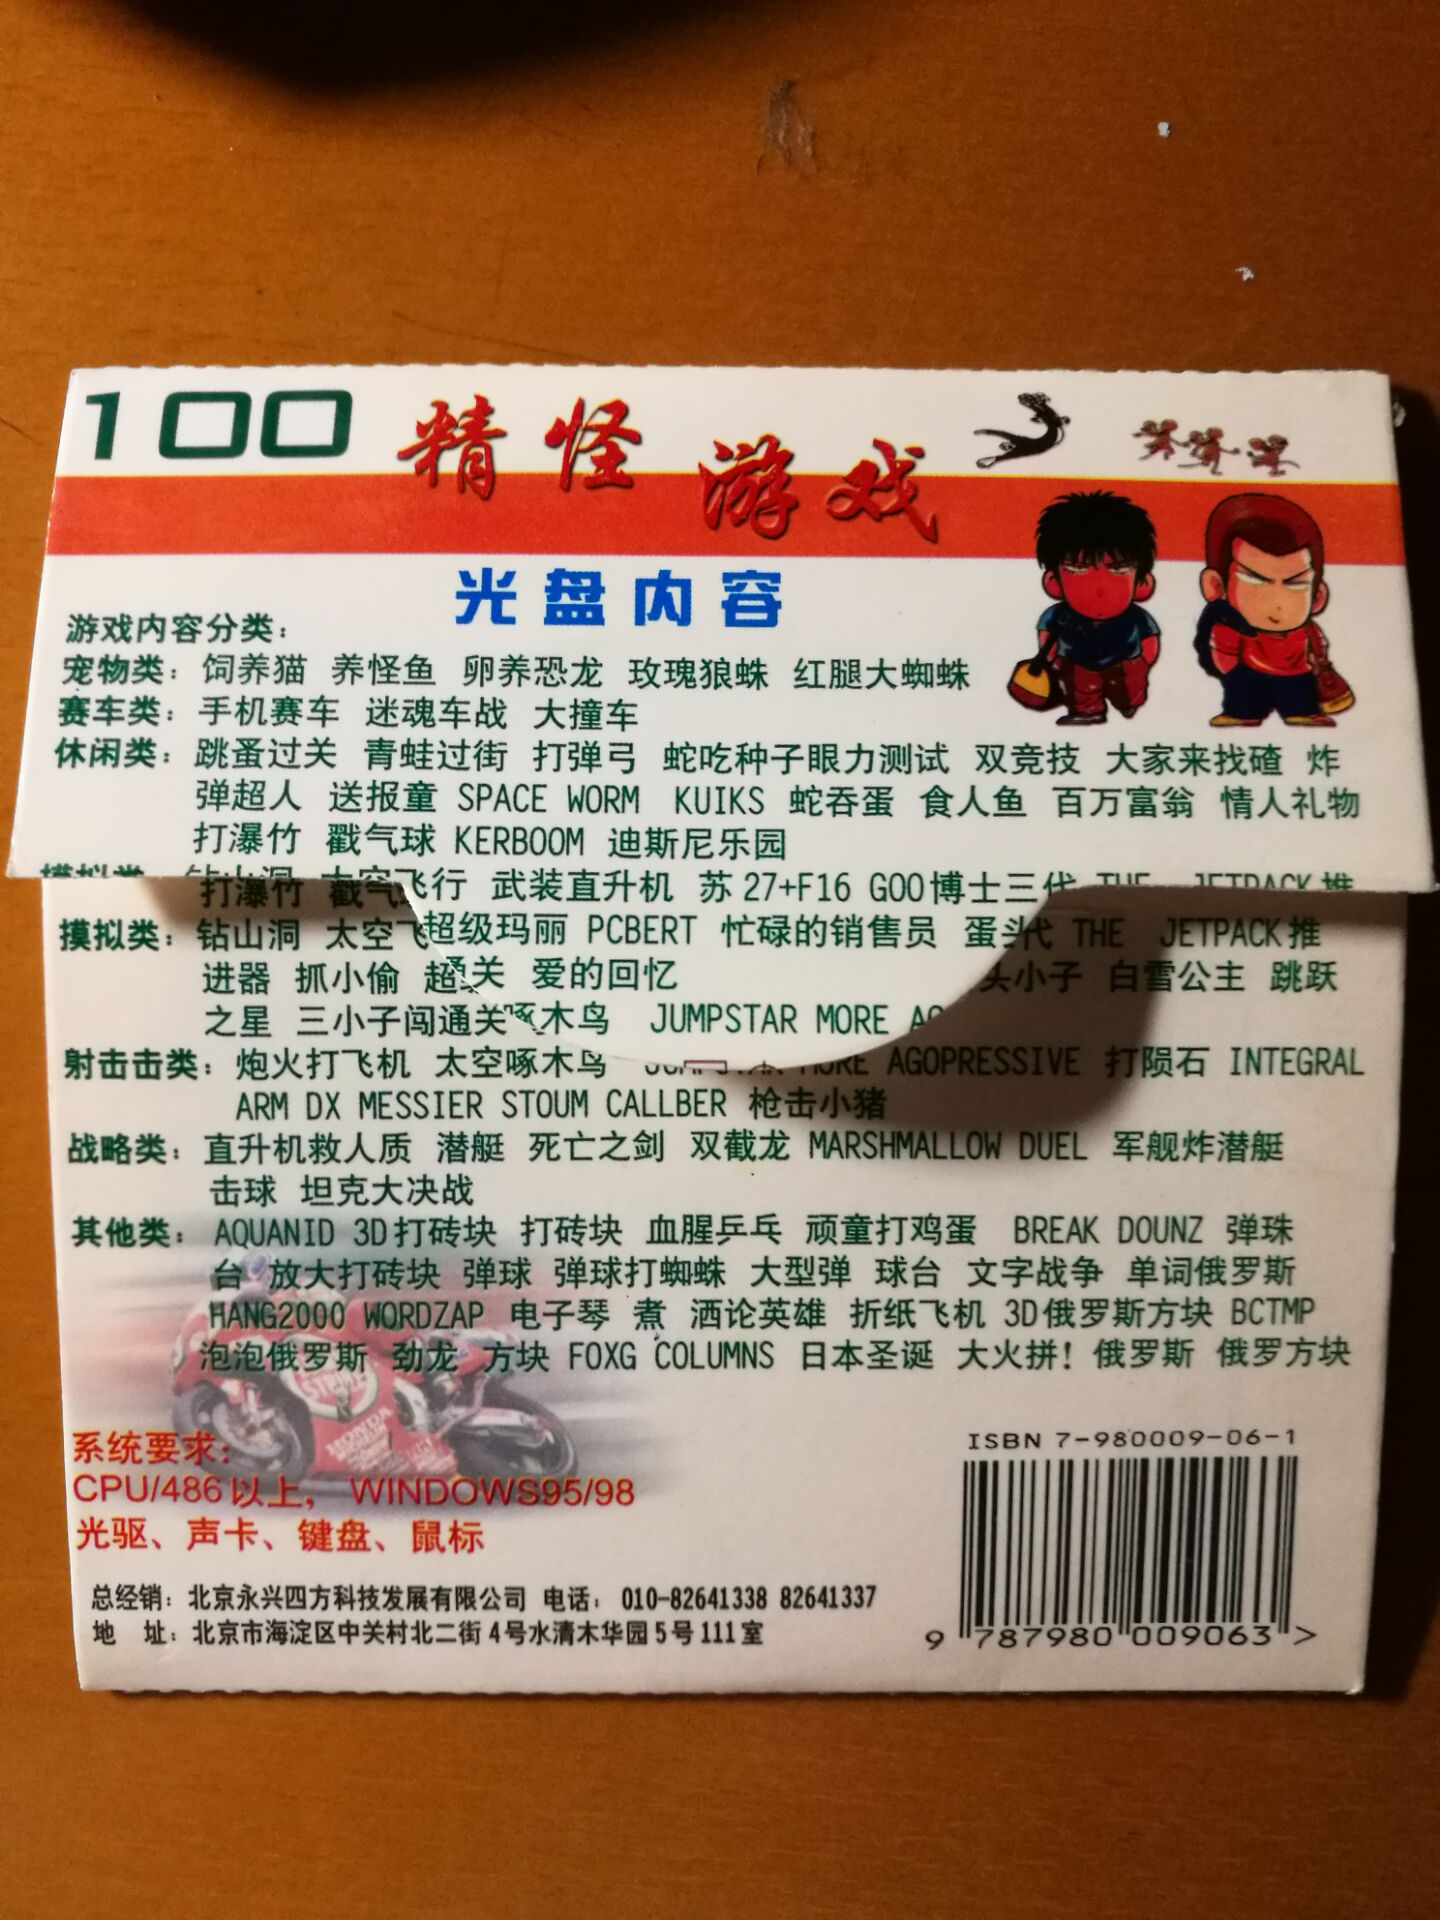 100 精怪游戏
光盘内容
游戏内容分类：
宠物类：饲养猫 养怪鱼 卵养恐龙 玫瑰狼蛛 红腿大蜘蛛
赛车类：手机赛车 迷魂车战 大撞车
休闲类：跳蚤过关 青蛙过街 打弹弓 蛇吃种子眼力测试 双竞技 大家来找碴 炸
弹超人 送报童 SPACE WORM KUIKS 蛇吞蛋 食人鱼 百万富翁 情人礼物
打瀑竹 戳气球 KERBOOM 迪斯尼乐园
模拟类：钻山洞 太空飞行 武装直升机 苏27+F16 GOO博士三代 THE JETPACK推
打瀑竹 戳气
超级玛丽 PCBERT 忙碌的销售员 蛋头
摸拟类：钻山洞 太空飞 代 THE JETPACK推
通关 爱的回忆
进器 抓小偷 超 头小子 白雪公主 跳跃
啄木鸟 JUMPSTAR MORE AG
之星 三小子闯通关
射击击类：炮火打飞机 太空啄木鸟 JUMPSTAR MORE AGOPRESSIVE 打陨石 INTEGRAL
ARM DX MESSIER STOUM CALLBER 枪击小猪
战略类：直升机救人质 潜艇 死亡之剑 双截龙 MARSHMALLOW DUEL 军舰炸潜艇
击球 坦克大决战
其他类：AQUANID 3D打砖块 打砖块 血腥乒乓 顽童打鸡蛋 BREAK DOUNZ 弹珠
台 放大打砖块 弹球 弹球打蜘蛛 大型弹 球台 文字战争 单词俄罗斯
HANG2000 WORDZAP 电子琴 煮 洒论英雄 折纸飞机 3D俄罗斯方块 BCTMP
泡泡俄罗斯 劲龙 方块 FOXG COLUMNS 日本圣诞 大火拼！俄罗斯 俄罗方块
HONDA
系统要求：
CPU/486以上， WINDOWS95/98
光驱、声卡、键盘、鼠标
ISBN 7-980009-06-1
总经销：北京永兴四方科技发展有限公司 电话：010-82641338 82641337
地 址：北京市海淀区中关村北二街4号水清木华园5号111室
9 787980 009063 >